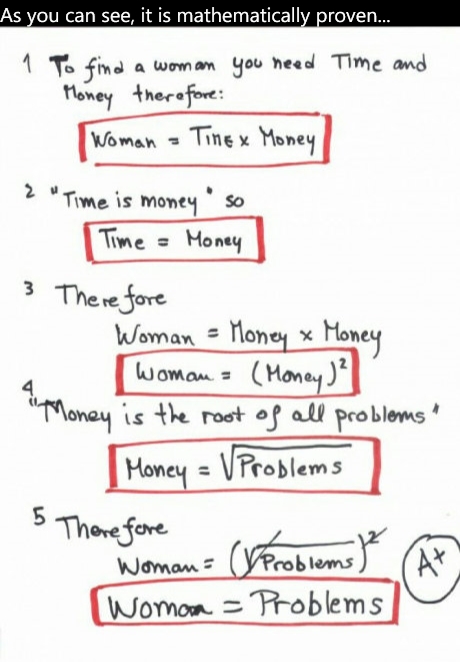 As you can see, it is mathematically proven...
1 To find a woman you need Time and
Money therefore:
Woman = Time x Money
2 "Time is money" so
Time = Money
3 Therefore
Woman = Money x Money
Woman = (Money)²
4
"Money is the root of all problems"
Money = √Problems
5 Therefore
Woman = (√Problems)²
A+
Woman = Problems